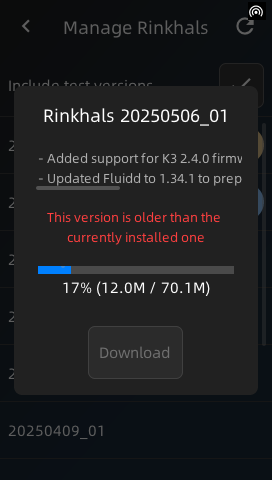 Manage Rinkhals
Include test versions
Rinkhals 20250506_01
- Added support for K3 2.4.0 firmw
- Updated Fluidd to 1.34.1 to prep
This version is older than the
currently installed one
17% (12.0M / 70.1M)
Download
20250409_01